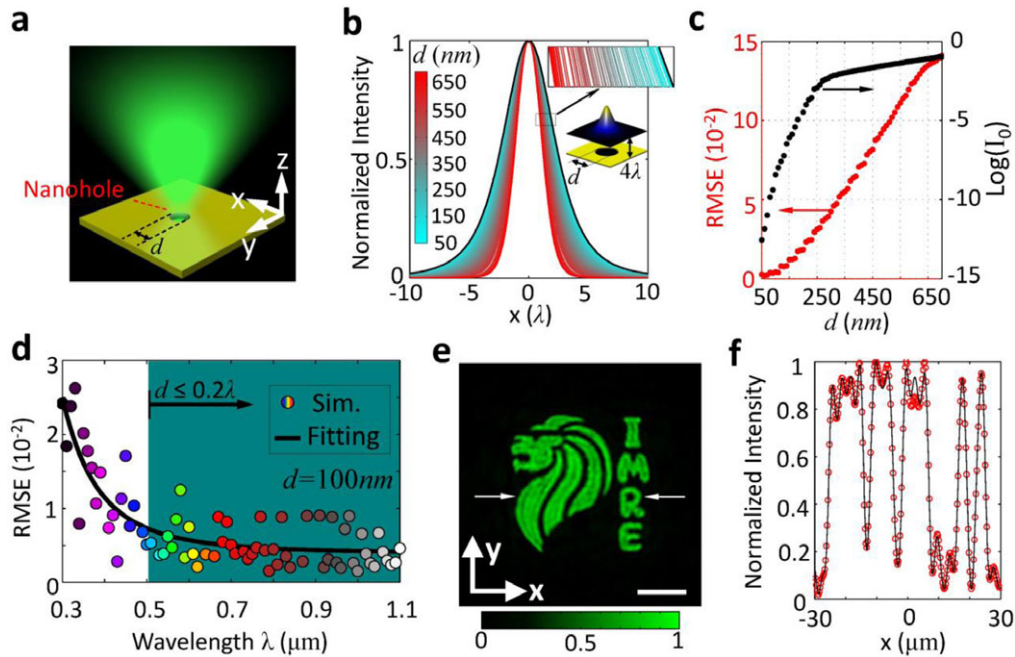 a
Nanohole
d
x
y
z
b
Normalized Intensity
1
0.5
0
d (nm)
650
550
450
350
250
150
50
d
4λ
-10 -5 0 5 10
x (λ)
c
RMSE (10-2)
15
10
5
0
0
-5
-10
-15
Log(I0)
50 250 450 650
d (nm)
d
RMSE (10-2)
3
2
1
0
d ≤ 0.2λ
Sim.
Fitting
d=100nm
0.3 0.5 0.7 0.9 1.1
Wavelength λ (μm)
e
IMRE
y
x
0 0.5 1
f
Normalized Intensity
1
0.8
0.6
0.4
0.2
0
-30 0 30
x (μm)